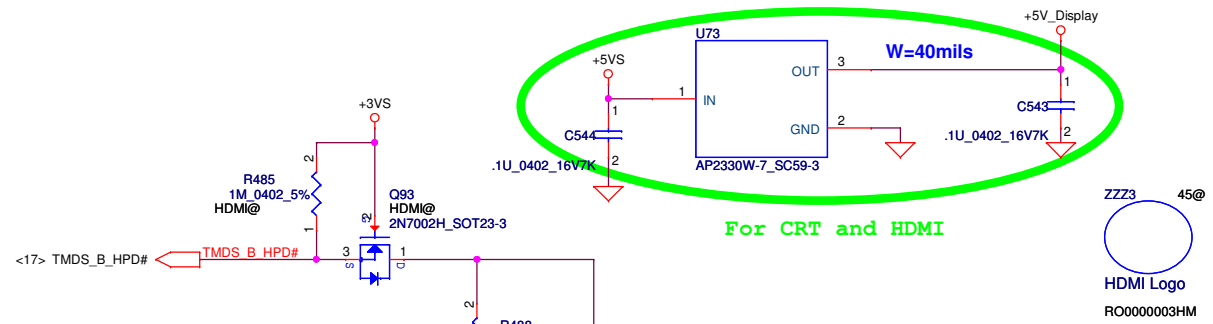 +5V_Display
U73
W=40mils
+5VS
OUT
3
1
1
IN
C543
1
GND
2
2
C544
.1U_0402_16V7K
+3VS
2
.1U_0402_16V7K
AP2330W-7_SC59-3
2
R485
1M_0402_5%
HDMI@
Q93
HDMI@
2N7002H_SOT23-3
2
G
1
ZZZ3
45@
For CRT and HDMI
<17> TMDS_B_HPD#
TMDS_B_HPD#
3
S
D
1
HDMI Logo
2
RO0000003HM
R488